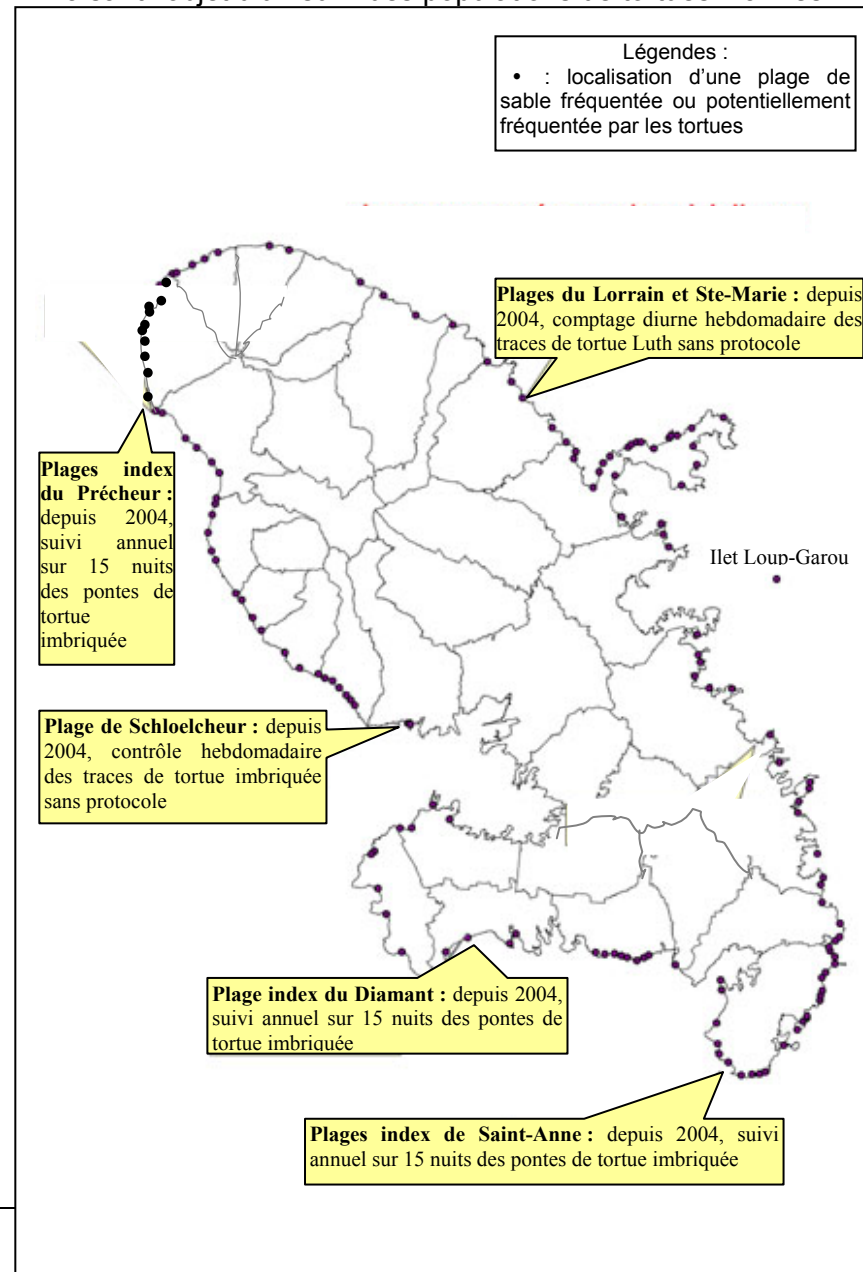 Légendes :
• : localisation d'une plage de
sable fréquentée ou potentiellement
fréquentée par les tortues
Plages du Lorrain et Ste-Marie : depuis
2004, comptage diurne hebdomadaire des
traces de tortue Luth sans protocole
Plages index
du Précheur :
depuis 2004,
suivi annuel
sur 15 nuits
des pontes de
tortue
imbriquée
Ilet Loup-Garou
Plage de Schloelcheur : depuis
2004, contrôle hebdomadaire
des traces de tortue imbriquée
sans protocole
Plage index du Diamant : depuis 2004,
suivi annuel sur 15 nuits des pontes de
tortue imbriquée
Plages index de Saint-Anne : depuis 2004, suivi
annuel sur 15 nuits des pontes de tortue imbriquée